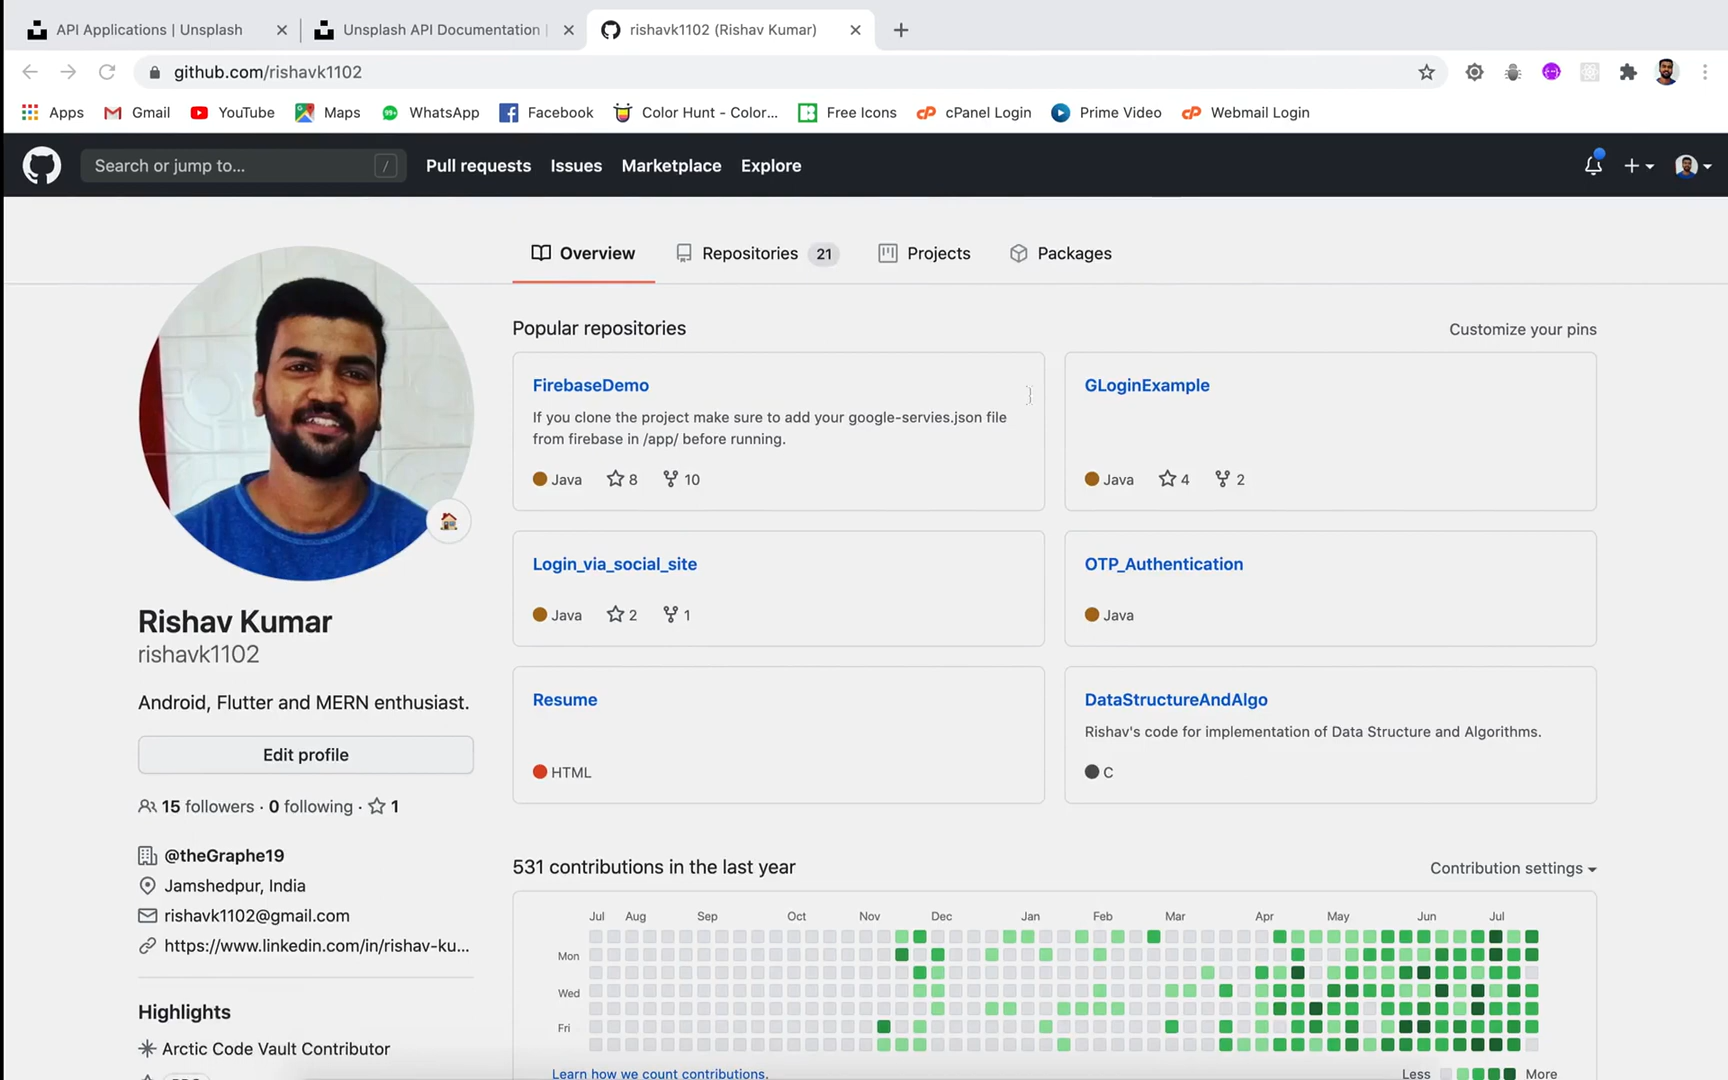 API Applications | Unsplash
Unsplash API Documentation |
rishavk1102 (Rishav Kumar)
github.com/rishavk1102
Apps
Gmail
YouTube
Maps
99+
WhatsApp
Facebook
Color Hunt - Color...
Free Icons
cPanel Login
Prime Video
Webmail Login
Search or jump to...
/
Pull requests
Issues
Marketplace
Explore
Overview
Repositories 21
Projects
Packages
Rishav Kumar
rishavk1102
Android, Flutter and MERN enthusiast.
Edit profile
15 followers · 0 following · 1
@theGraphe19
Jamshedpur, India
rishavk1102@gmail.com
https://www.linkedin.com/in/rishav-ku...
Highlights
Arctic Code Vault Contributor
Popular repositories
Customize your pins
FirebaseDemo
If you clone the project make sure to add your google-servies.json file
from firebase in /app/ before running.
Java 8 10
GLoginExample
Java 4 2
Login_via_social_site
Java 2 1
OTP_Authentication
Java
Resume
HTML
DataStructureAndAlgo
Rishav's code for implementation of Data Structure and Algorithms.
C
531 contributions in the last year
Contribution settings
Jul Aug Sep Oct Nov Dec Jan Feb Mar Apr May Jun Jul
Mon
Wed
Fri
Learn how we count contributions.
Less More